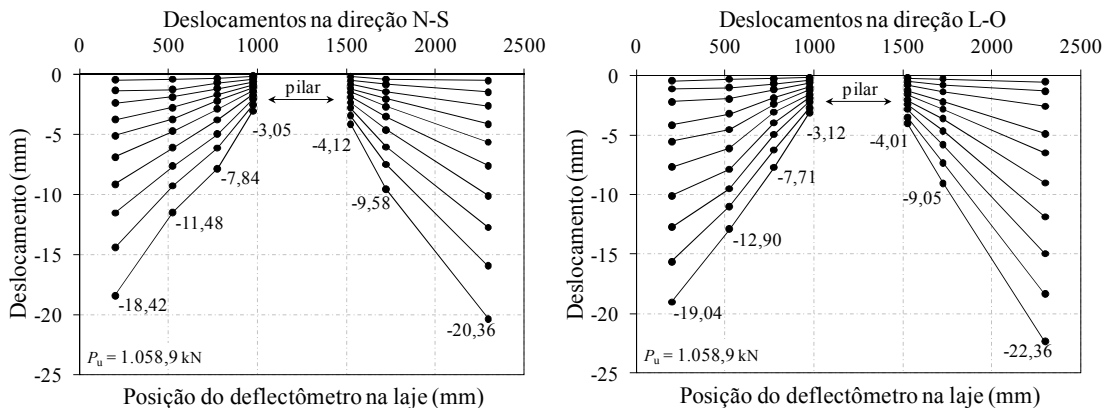 Deslocamentos na direção N-S
0 500 1000 1500 2000 2500
0
-5
-10
-15
-20
-25
Deslocamento (mm)
pilar
-3,05
-4,12
-7,84
-9,58
-11,48
-18,42
-20,36
Pu = 1.058,9 kN
Posição do deflectômetro na laje (mm)
Deslocamentos na direção L-O
0 500 1000 1500 2000 2500
0
-5
-10
-15
-20
-25
Deslocamento (mm)
pilar
-3,12
-4,01
-7,71
-9,05
-12,90
-19,04
-22,36
Pu = 1.058,9 kN
Posição do deflectômetro na laje (mm)